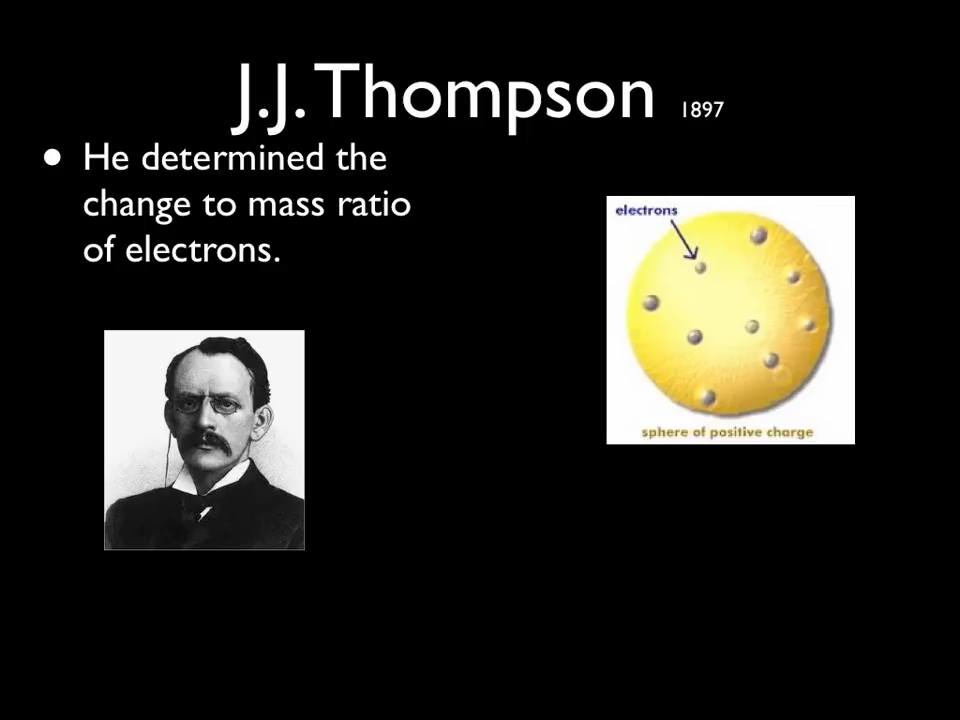 J.J. Thompson 1897
• He determined the
change to mass ratio
of electrons.
electrons
sphere of positive charge